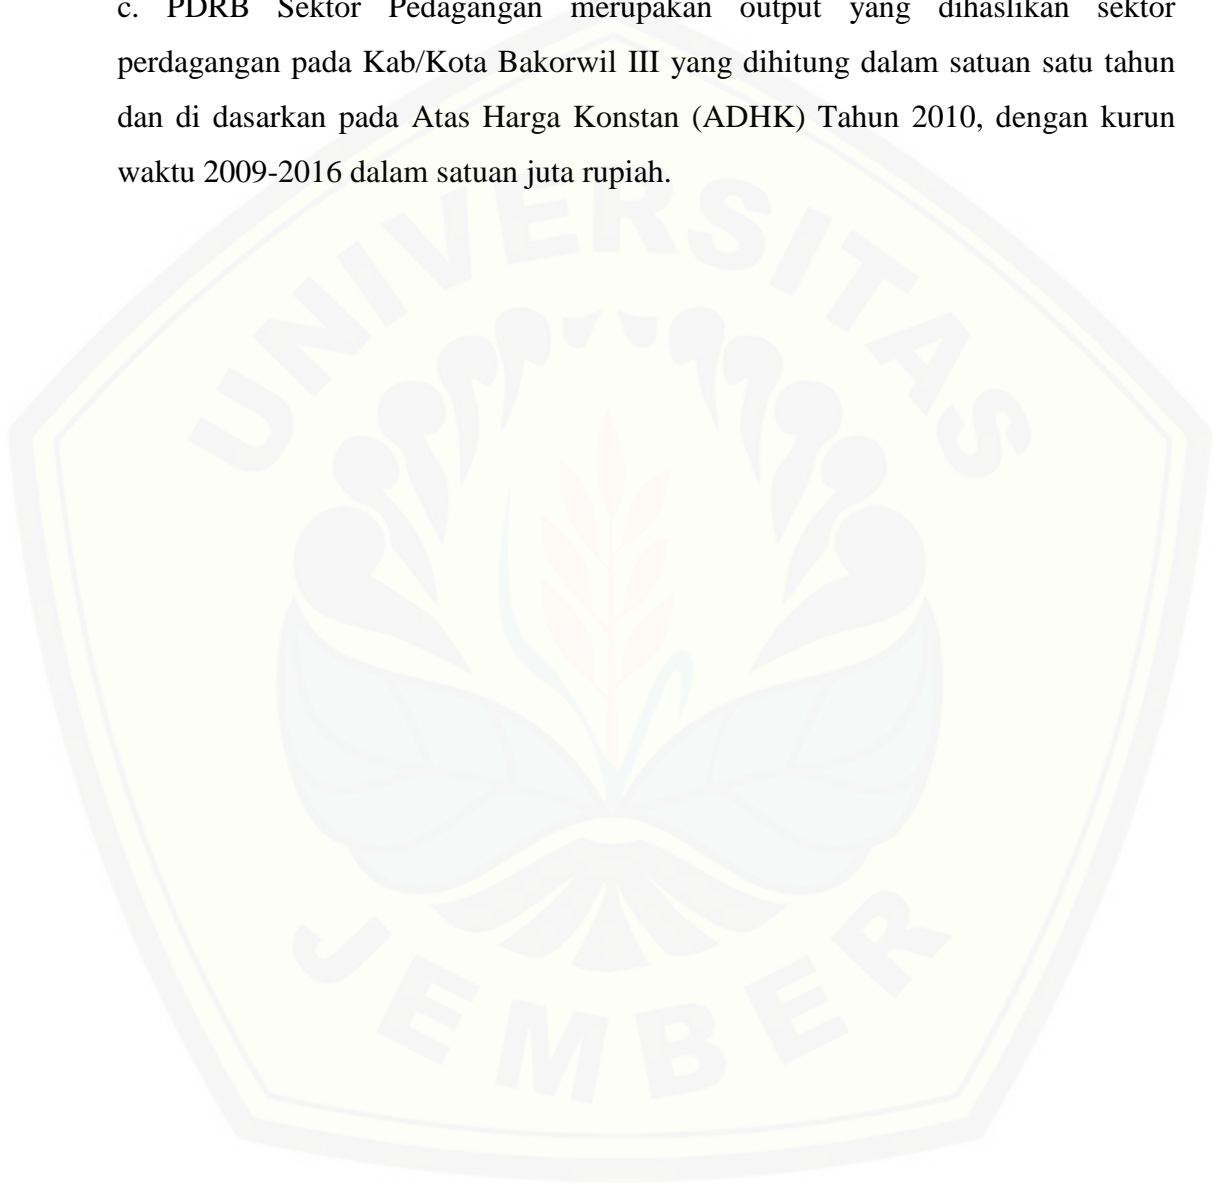 c. PDRB Sektor Pedagangan merupakan output yang dihaslikan sektor
perdagangan pada Kab/Kota Bakorwil III yang dihitung dalam satuan satu tahun
dan di dasarkan pada Atas Harga Konstan (ADHK) Tahun 2010, dengan kurun
waktu 2009-2016 dalam satuan juta rupiah.
UNIVERSITAS
JEMBER